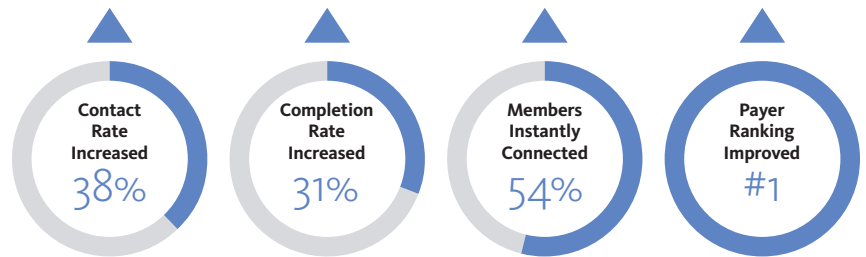 Contact
Rate
Increased
38%
Completion
Rate
Increased
31%
Members
Instantly
Connected
54%
Payer
Ranking
Improved
#1